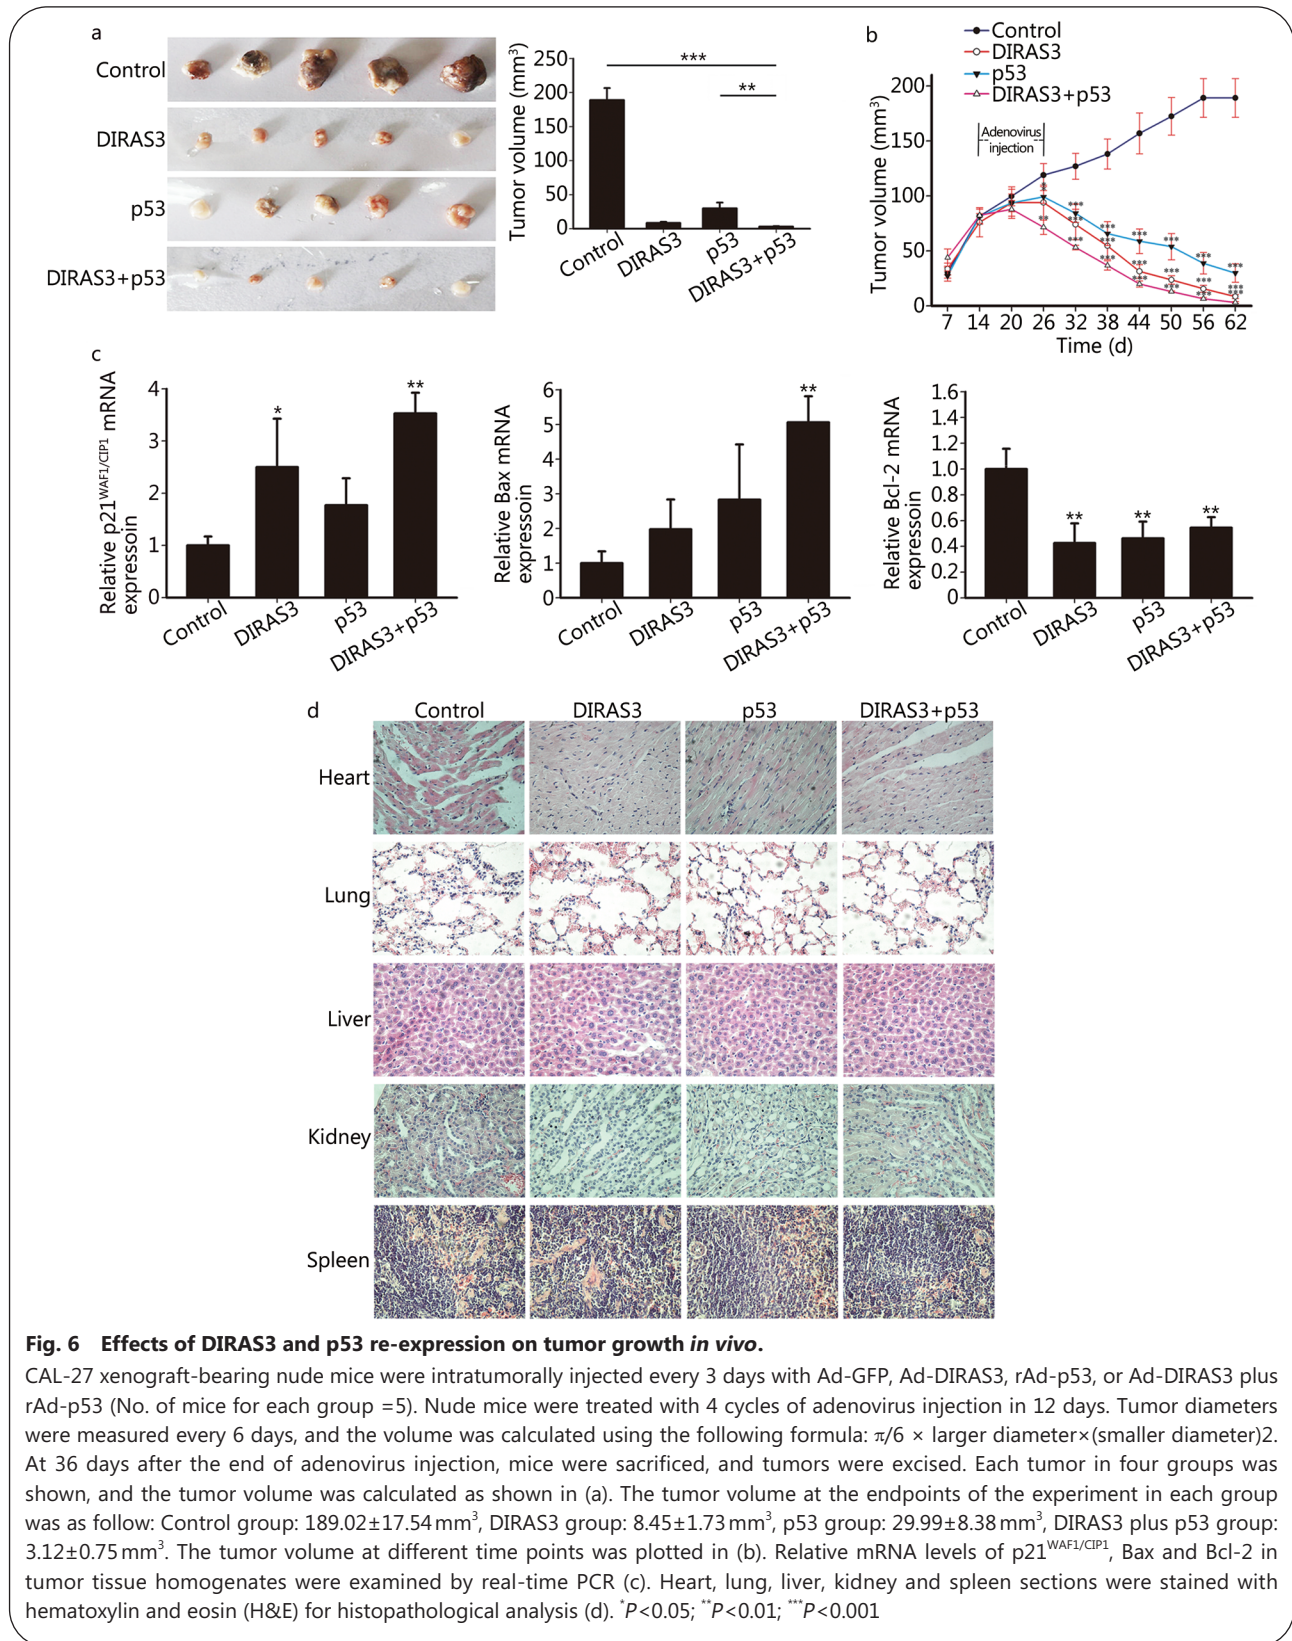 a
Control
DIRAS3
p53
DIRAS3+p53
Tumor volume (mm³)
250
200
150
100
50
0
***
**
Control
DIRAS3
p53
DIRAS3+p53
b
Control
DIRAS3
p53
DIRAS3+p53
Tumor volume (mm³)
200
150
100
50
0
Adenovirus
injection
7 14 20 26 32 38 44 50 56 62
Time (d)
c
Relative p21WAF1/CIP1 mRNA
expressoin
4
3
2
1
0
*
**
Control
DIRAS3
p53
DIRAS3+p53
Relative Bax mRNA
expressoin
6
5
4
3
2
1
0
**
Control
DIRAS3
p53
DIRAS3+p53
Relative Bcl-2 mRNA
expressoin
1.6
1.4
1.2
1.0
0.8
0.6
0.4
0.2
0
** ** **
Control
DIRAS3
p53
DIRAS3+p53
d
Control DIRAS3 p53 DIRAS3+p53
Heart
Lung
Liver
Kidney
Spleen
Fig. 6 Effects of DIRAS3 and p53 re-expression on tumor growth in vivo.
CAL-27 xenograft-bearing nude mice were intratumorally injected every 3 days with Ad-GFP, Ad-DIRAS3, rAd-p53, or Ad-DIRAS3 plus
rAd-p53 (No. of mice for each group =5). Nude mice were treated with 4 cycles of adenovirus injection in 12 days. Tumor diameters
were measured every 6 days, and the volume was calculated using the following formula: π/6 × larger diameter×(smaller diameter)2.
At 36 days after the end of adenovirus injection, mice were sacrificed, and tumors were excised. Each tumor in four groups was
shown, and the tumor volume was calculated as shown in (a). The tumor volume at the endpoints of the experiment in each group
was as follow: Control group: 189.02±17.54 mm³, DIRAS3 group: 8.45±1.73 mm³, p53 group: 29.99±8.38 mm³, DIRAS3 plus p53 group:
3.12±0.75 mm³. The tumor volume at different time points was plotted in (b). Relative mRNA levels of p21WAF1/CIP1, Bax and Bcl-2 in
tumor tissue homogenates were examined by real-time PCR (c). Heart, lung, liver, kidney and spleen sections were stained with
hematoxylin and eosin (H&E) for histopathological analysis (d). *P<0.05; **P<0.01; ***P<0.001